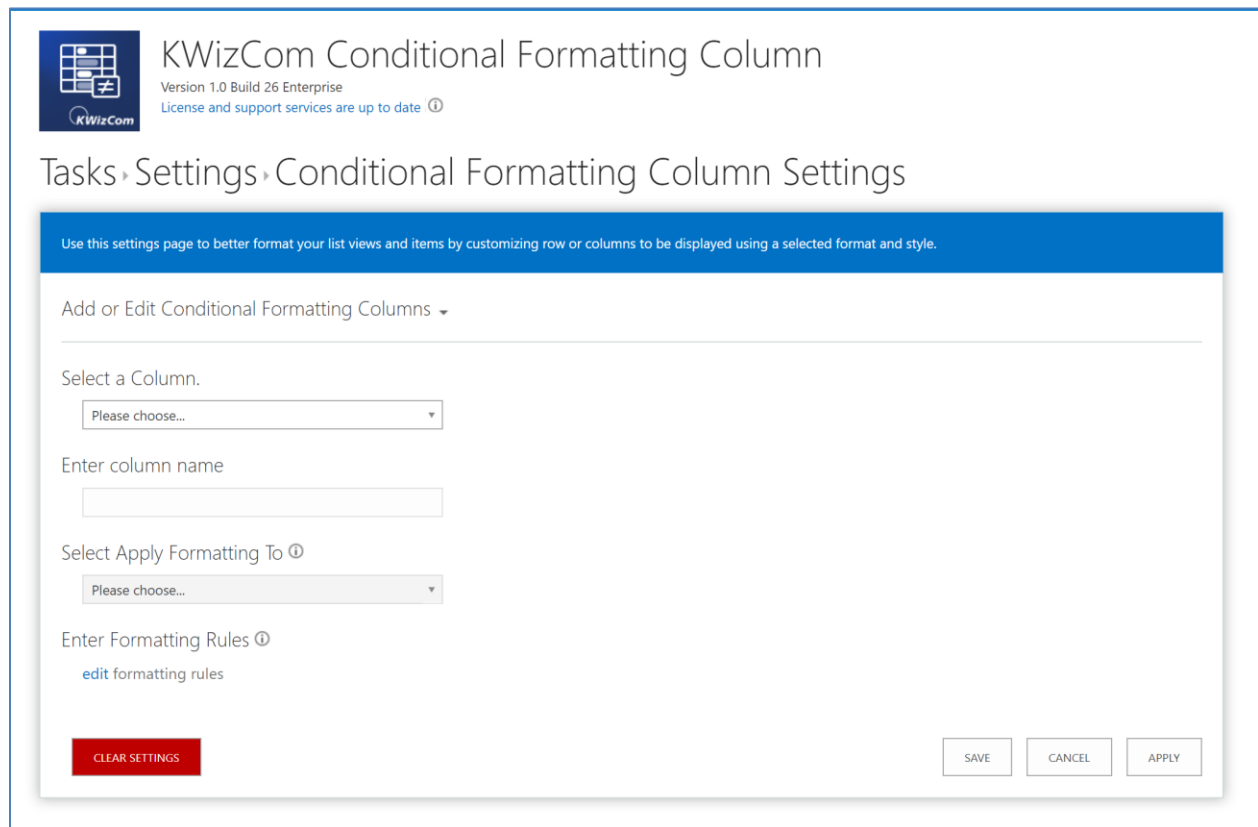 KWizCom
KWizCom Conditional Formatting Column
Version 1.0 Build 26 Enterprise
License and support services are up to date
Tasks Settings Conditional Formatting Column Settings
Use this settings page to better format your list views and items by customizing row or columns to be displayed using a selected format and style.
Add or Edit Conditional Formatting Columns
Select a Column.
Please choose...
Enter column name
Select Apply Formatting To
Please choose...
Enter Formatting Rules
edit formatting rules
CLEAR SETTINGS SAVE CANCEL APPLY